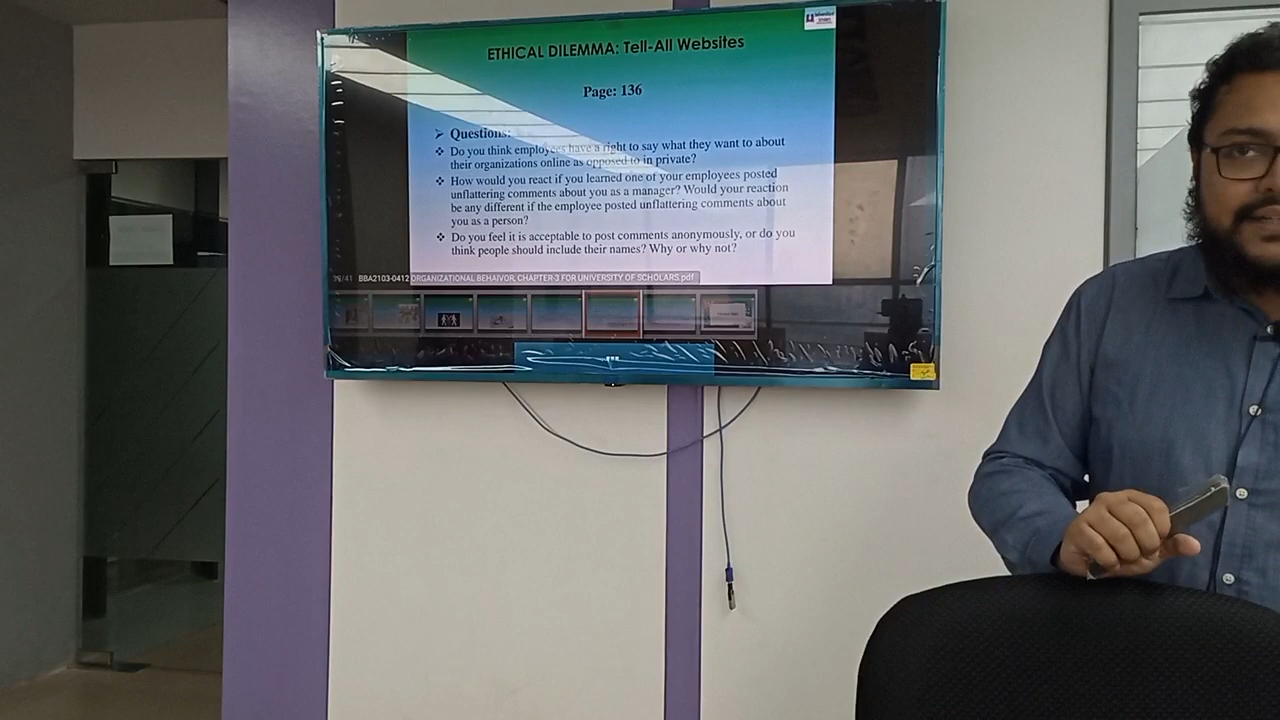 ETHICAL DILEMMA: Tell-All Websites
Page: 136
Questions:
Do you think employees have a right to say what they want to about
their organizations online as opposed to in private?
How would you react if you learned one of your employees posted
unflattering comments about you as a manager? Would your reaction
be any different if the employee posted unflattering comments about
you as a person?
Do you feel it is acceptable to post comments anonymously, or do you
think people should include their names? Why or why not?
/41 BBA2103-0412 ORGANIZATIONAL BEHAIVOR, CHAPTER-3 FOR UNIVERSITY OF SCHOLARS.pdf